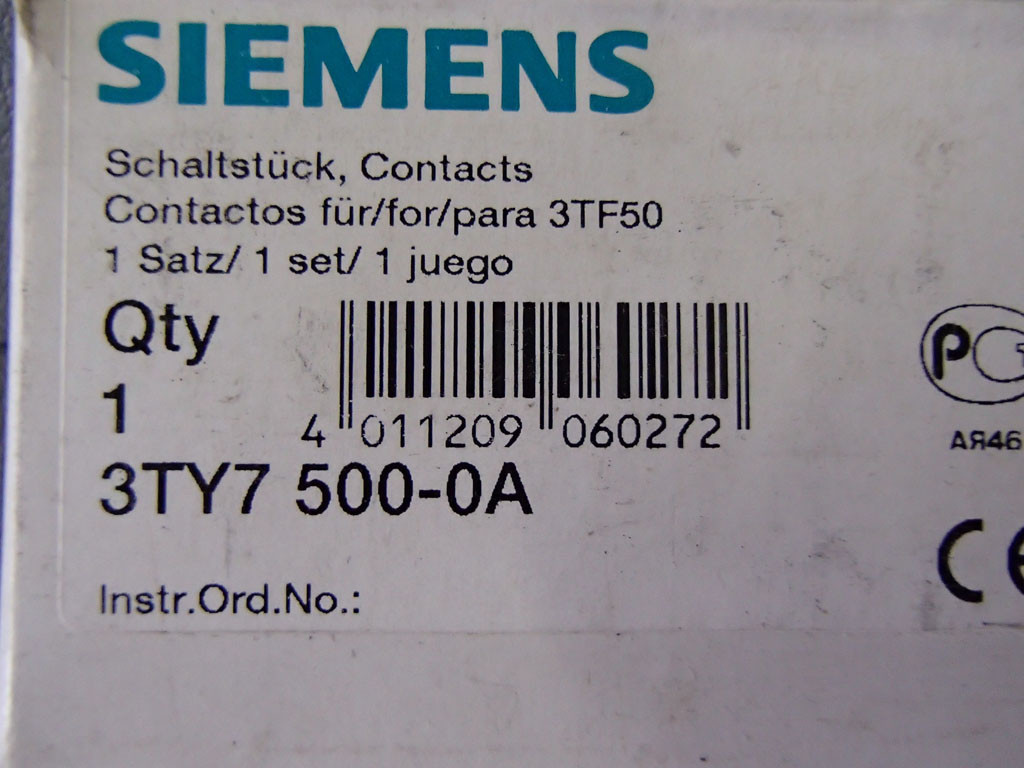 SIEMENS
Schaltstück, Contacts
Contactos für/for/para 3TF50
1 Satz/ 1 set/ 1 juego
Qty
1
4 011209 060272
3TY7 500-0A
Instr.Ord.No.:
АЯ46
CE